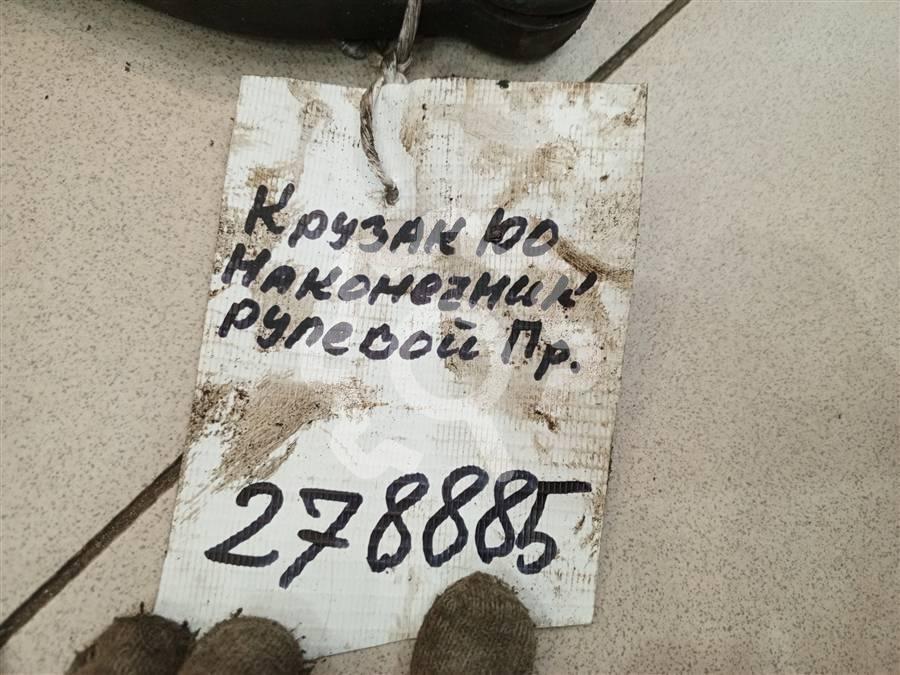 Крузак 100
Наконечник
рулевой Пр.
278885